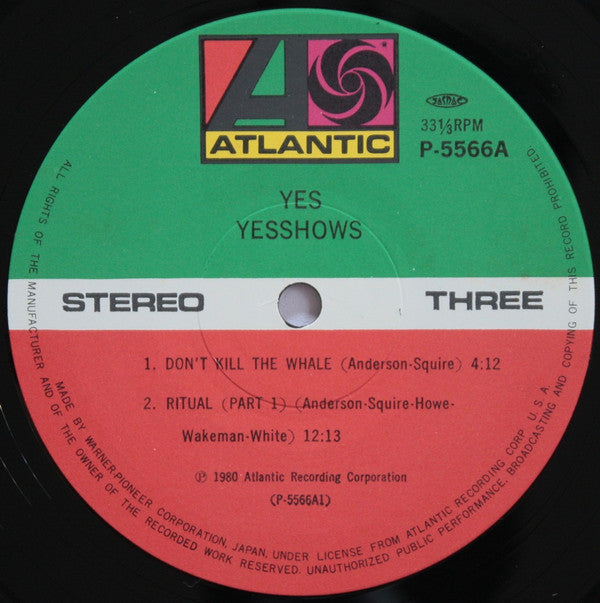 ATLANTIC
JASRAC
33⅓RPM
P-5566A
YES
YESSHOWS
STEREO
THREE
1. DON'T KILL THE WHALE (Anderson-Squire) 4:12
2. RITUAL (PART 1) (Anderson-Squire-Howe-
Wakeman-White) 12:13
℗ 1980 Atlantic Recording Corporation
(P-5566A1)
ALL RIGHTS OF THE MANUFACTURER AND OF THE OWNER OF THE RECORDED WORK RESERVED. UNAUTHORIZED PUBLIC PERFORMANCE, BROADCASTING AND COPYING OF THIS RECORD PROHIBITED.
MADE BY WARNER-PIONEER CORPORATION, JAPAN, UNDER LICENSE FROM ATLANTIC RECORDING CORP. U.S.A.